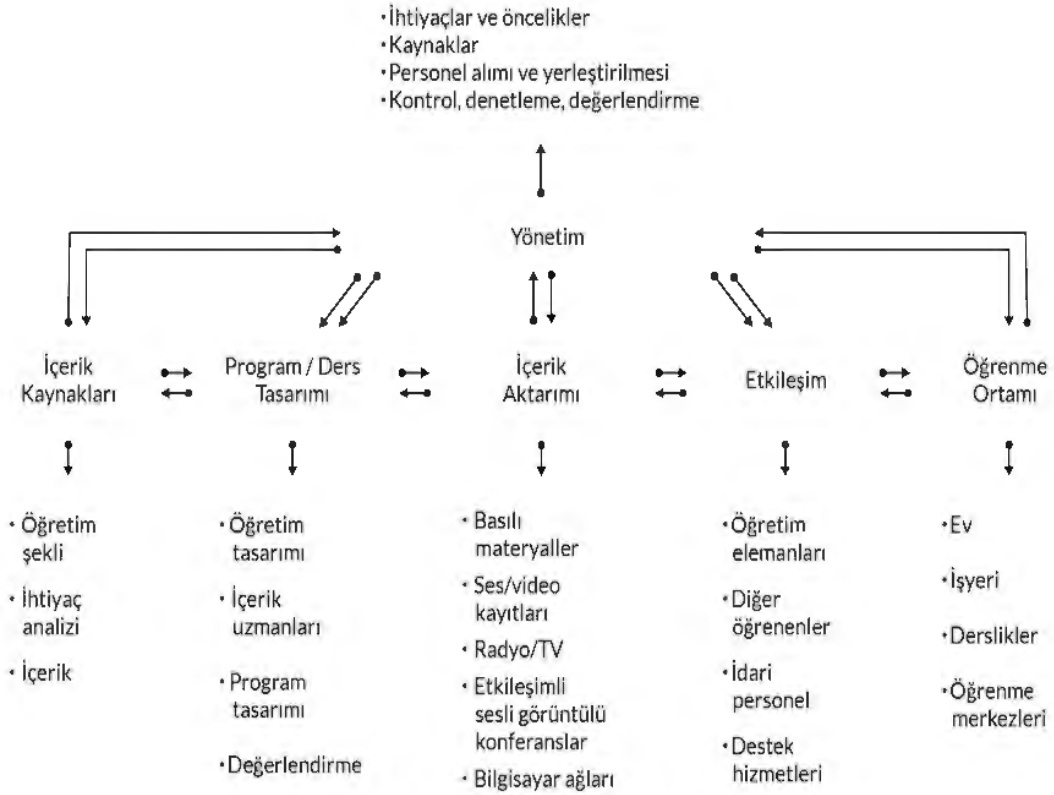 ·İhtiyaçlar ve öncelikler
·Kaynaklar
·Personel alımı ve yerleştirilmesi
·Kontrol, denetleme, değerlendirme
Yönetim
İçerik
Kaynakları
Program / Ders
Tasarımı
İçerik
Aktarımı
Etkileşim
Öğrenme
Ortamı
· Öğretim
şekli
· İhtiyaç
analizi
· İçerik
· Öğretim
tasarımı
· İçerik
uzmanları
· Program
tasarımı
·Değerlendirme
· Basılı
materyaller
· Ses/video
kayıtları
· Radyo/TV
· Etkileşimli
sesli görüntülü
konferanslar
· Bilgisayar ağları
·Öğretim
elemanları
·Diğer
öğrenenler
·İdari
personel
·Destek
hizmetleri
·Ev
·İşyeri
·Derslikler
·Öğrenme
merkezleri